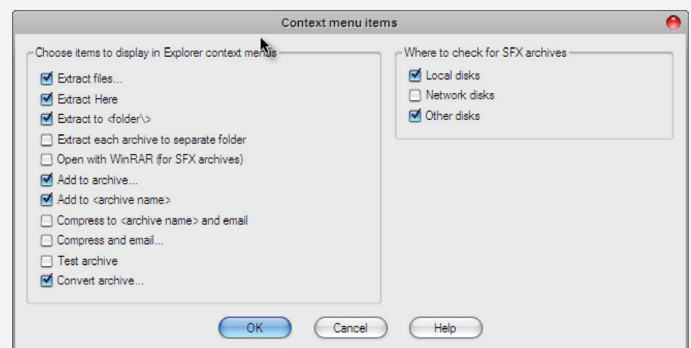 Context menu items
Choose items to display in Explorer context menus
Extract files...
Extract Here
Extract to <folder\>
Extract each archive to separate folder
Open with WinRAR (for SFX archives)
Add to archive...
Add to <archive name>
Compress to <archive name> and email
Compress and email...
Test archive
Convert archive...
Where to check for SFX archives
Local disks
Network disks
Other disks
OK
Cancel
Help